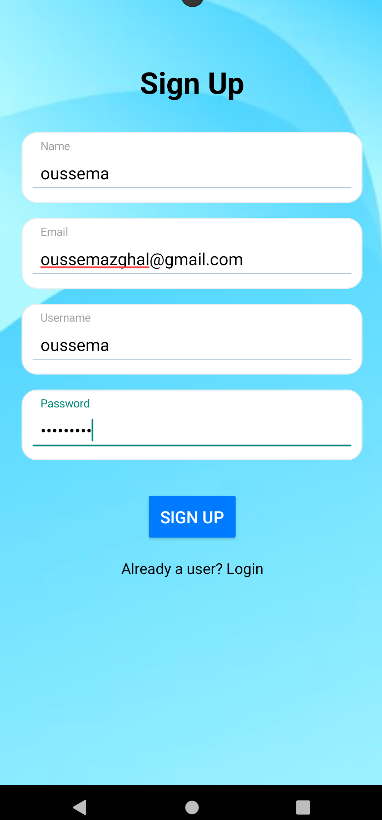 Sign Up
Name
oussema
Email
oussemazghal@gmail.com
Username
oussema
Password
•••••••••
SIGN UP
Already a user? Login